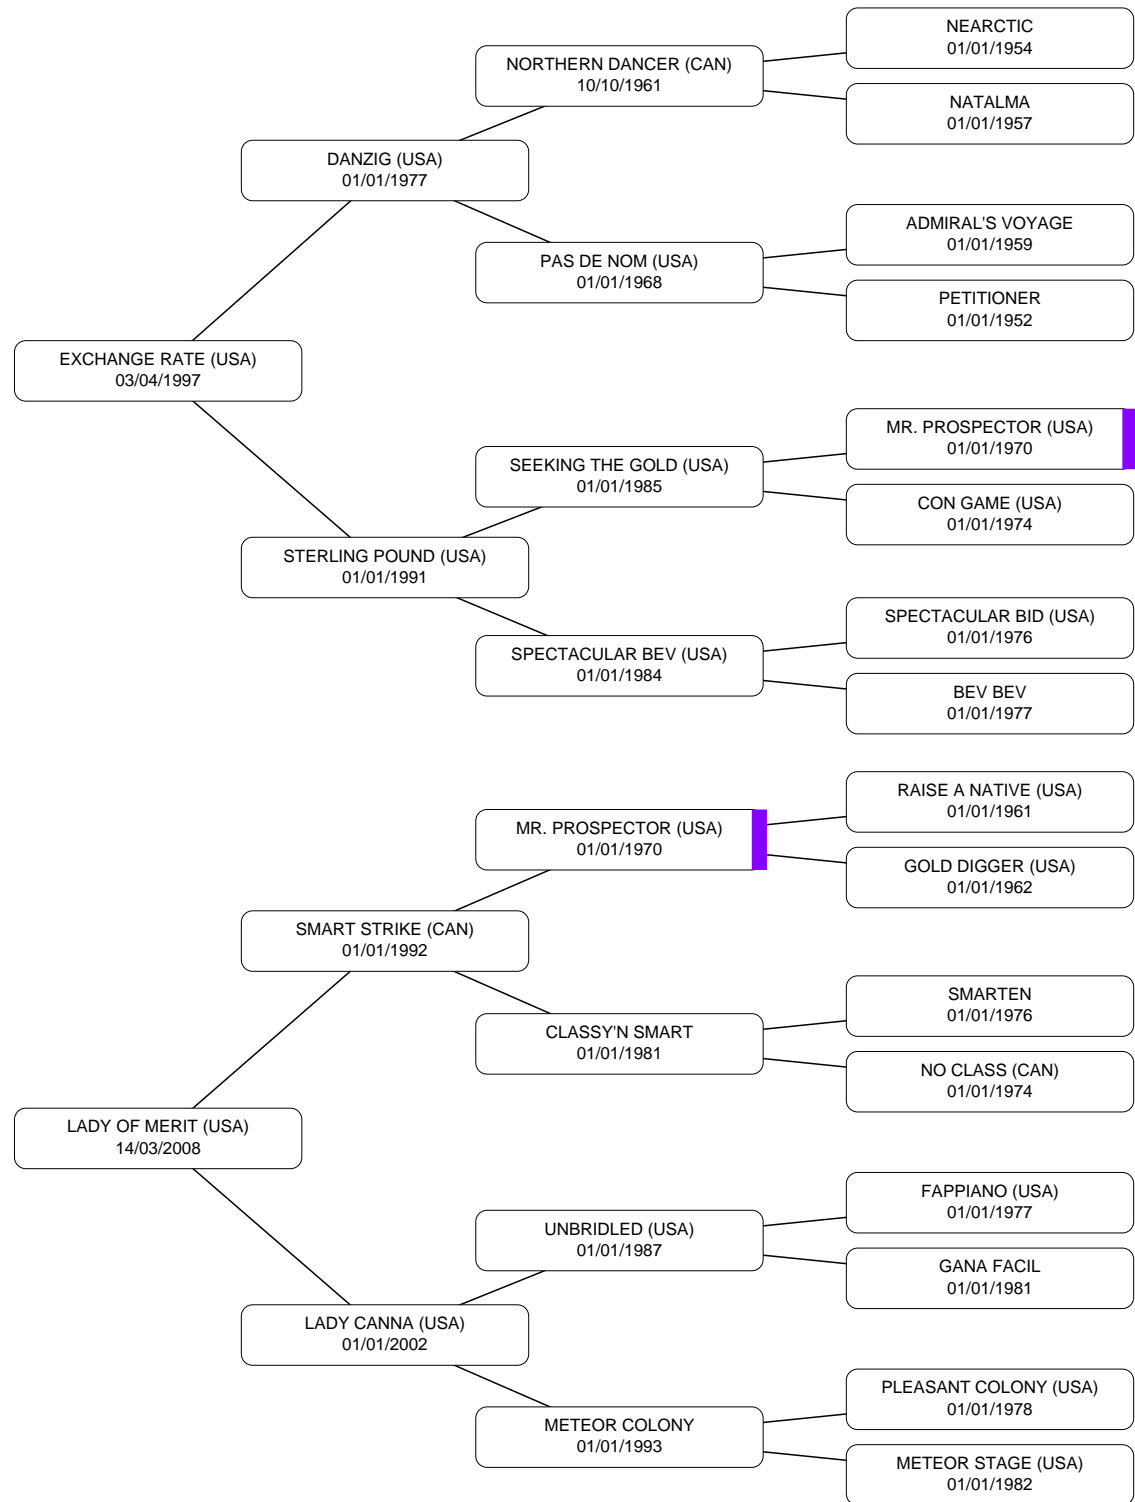 NEARCTIC
01/01/1954
NORTHERN DANCER (CAN)
10/10/1961
NATALMA
01/01/1957
DANZIG (USA)
01/01/1977
ADMIRAL'S VOYAGE
01/01/1959
PAS DE NOM (USA)
01/01/1968
PETITIONER
01/01/1952
EXCHANGE RATE (USA)
03/04/1997
MR. PROSPECTOR (USA)
01/01/1970
SEEKING THE GOLD (USA)
01/01/1985
CON GAME (USA)
01/01/1974
STERLING POUND (USA)
01/01/1991
SPECTACULAR BID (USA)
01/01/1976
SPECTACULAR BEV (USA)
01/01/1984
BEV BEV
01/01/1977
RAISE A NATIVE (USA)
01/01/1961
MR. PROSPECTOR (USA)
01/01/1970
GOLD DIGGER (USA)
01/01/1962
SMART STRIKE (CAN)
01/01/1992
SMARTEN
01/01/1976
CLASSY'N SMART
01/01/1981
NO CLASS (CAN)
01/01/1974
LADY OF MERIT (USA)
14/03/2008
FAPPIANO (USA)
01/01/1977
UNBRIDLED (USA)
01/01/1987
GANA FACIL
01/01/1981
LADY CANNA (USA)
01/01/2002
PLEASANT COLONY (USA)
01/01/1978
METEOR COLONY
01/01/1993
METEOR STAGE (USA)
01/01/1982